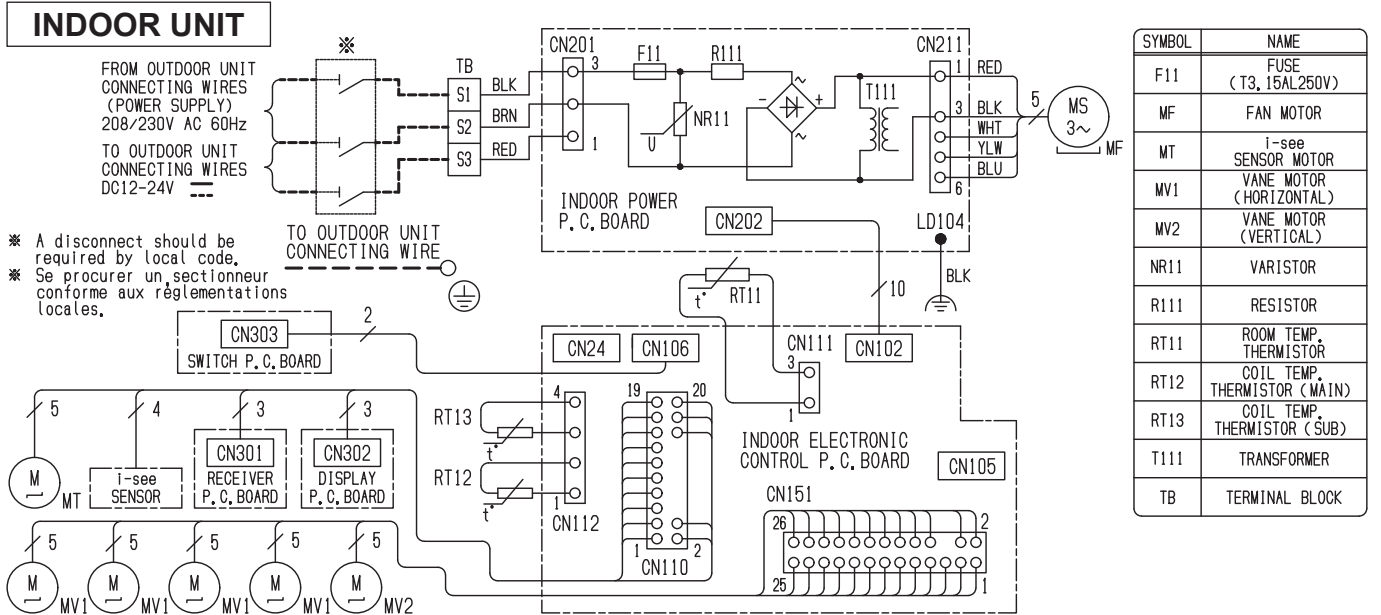 INDOOR UNIT
※
FROM OUTDOOR UNIT
CONNECTING WIRES
(POWER SUPPLY)
208/230V AC 60Hz
TO OUTDOOR UNIT
CONNECTING WIRES
DC12-24V
TB
S1
S2
S3
BLK
BRN
RED
※ A disconnect should be
required by local code.
※ Se procurer un sectionneur
conforme aux réglementations
locales.
TO OUTDOOR UNIT
CONNECTING WIRE
CN201
3
1
F11
R111
NR11
U
~
-
+
~
T111
CN211
1
3
6
RED
BLK
WHT
YLW
BLU
5
MS
3~
MF
INDOOR POWER
P.C.BOARD
CN202
LD104
BLK
10
t°
RT11
CN303
SWITCH P.C.BOARD
2
CN24
CN106
CN111
3
1
CN102
5
4
3
3
M
MT
i-see
SENSOR
CN301
RECEIVER
P.C.BOARD
CN302
DISPLAY
P.C.BOARD
RT13
t°
RT12
t°
4
1
CN112
19
20
1
2
CN110
INDOOR ELECTRONIC
CONTROL P.C.BOARD
CN105
CN151
26
2
25
1
5
5
5
5
5
M
MV1
M
MV1
M
MV1
M
MV1
M
MV2
SYMBOL NAME
F11 FUSE
(T3.15AL250V)
MF FAN MOTOR
MT i-see
SENSOR MOTOR
MV1 VANE MOTOR
(HORIZONTAL)
MV2 VANE MOTOR
(VERTICAL)
NR11 VARISTOR
R111 RESISTOR
RT11 ROOM TEMP.
THERMISTOR
RT12 COIL TEMP.
THERMISTOR (MAIN)
RT13 COIL TEMP.
THERMISTOR (SUB)
T111 TRANSFORMER
TB TERMINAL BLOCK